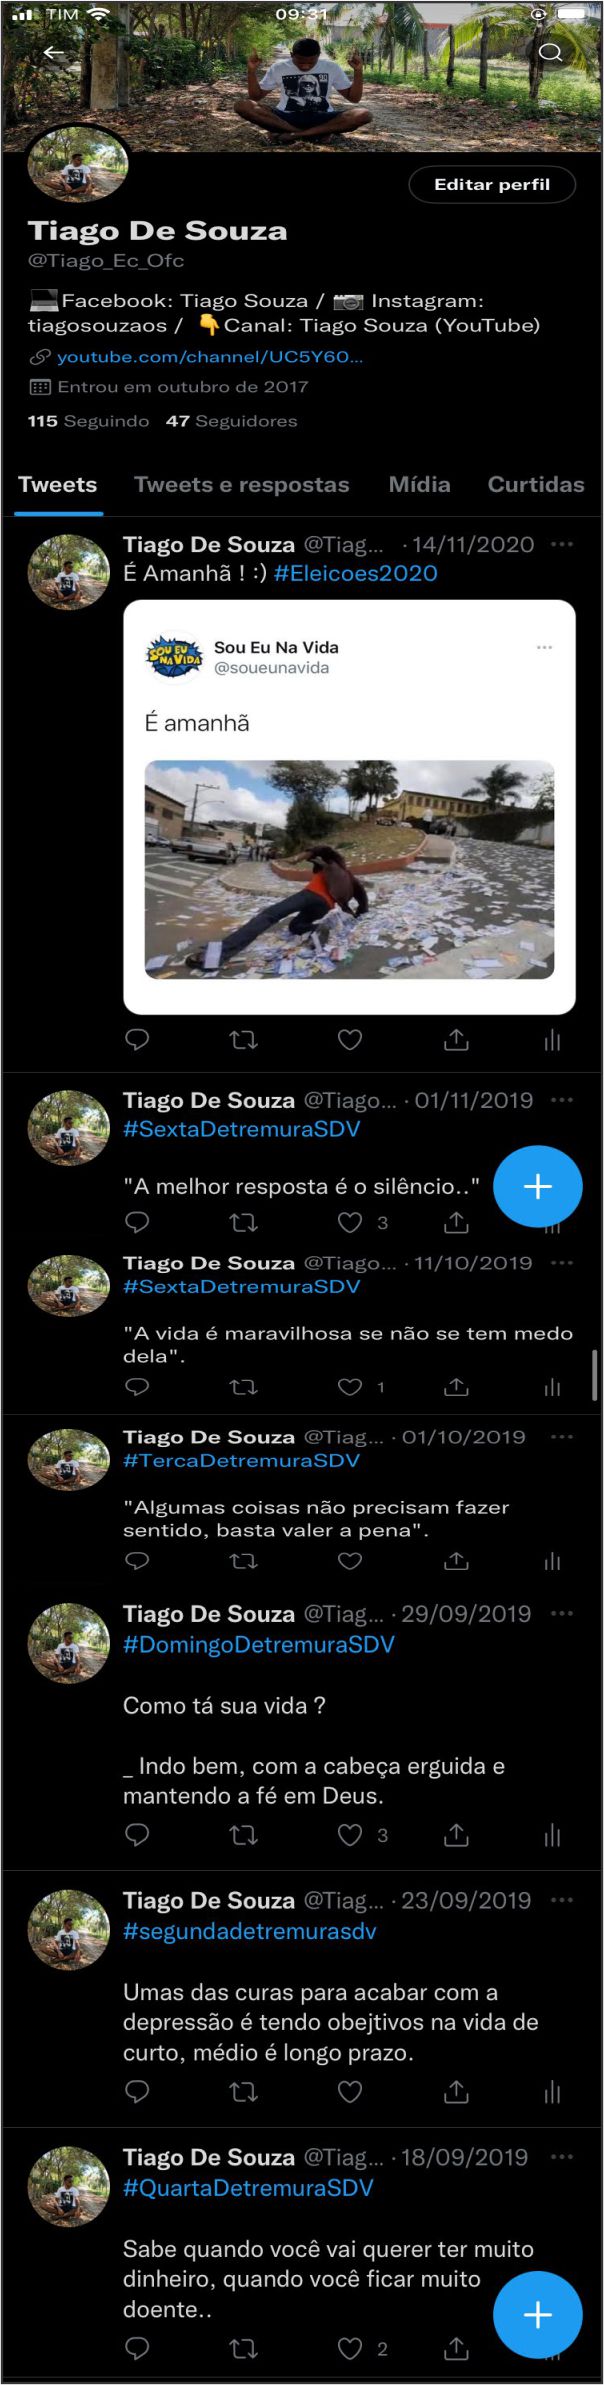 TIM 09:31
Editar perfil
Tiago De Souza
@Tiago_Ec_Ofc
💻Facebook: Tiago Souza / 📷 Instagram:
tiagosouzaos / 👇Canal: Tiago Souza (YouTube)
youtube.com/channel/UC5Y60...
Entrou em outubro de 2017
115 Seguindo 47 Seguidores
Tweets Tweets e respostas Mídia Curtidas
Tiago De Souza @Tiag... · 14/11/2020 ···
É Amanhã ! :) #Eleicoes2020
SOU EU
NA VIDA
Sou Eu Na Vida ···
@soueunavida
É amanhã
Tiago De Souza @Tiago... · 01/11/2019 ···
#SextaDetremuraSDV
"A melhor resposta é o silêncio.."
3
Tiago De Souza @Tiago... · 11/10/2019 ···
#SextaDetremuraSDV
"A vida é maravilhosa se não se tem medo
dela".
1
Tiago De Souza @Tiag... · 01/10/2019 ···
#TercaDetremuraSDV
"Algumas coisas não precisam fazer
sentido, basta valer a pena".
Tiago De Souza @Tiag... · 29/09/2019 ···
#DomingoDetremuraSDV
Como tá sua vida ?
_ Indo bem, com a cabeça erguida e
mantendo a fé em Deus.
3
Tiago De Souza @Tiag... · 23/09/2019 ···
#segundadetremurasdv
Umas das curas para acabar com a
depressão é tendo obejtivos na vida de
curto, médio é longo prazo.
Tiago De Souza @Tiag... · 18/09/2019 ···
#QuartaDetremuraSDV
Sabe quando você vai querer ter muito
dinheiro, quando você ficar muito
doente..
2